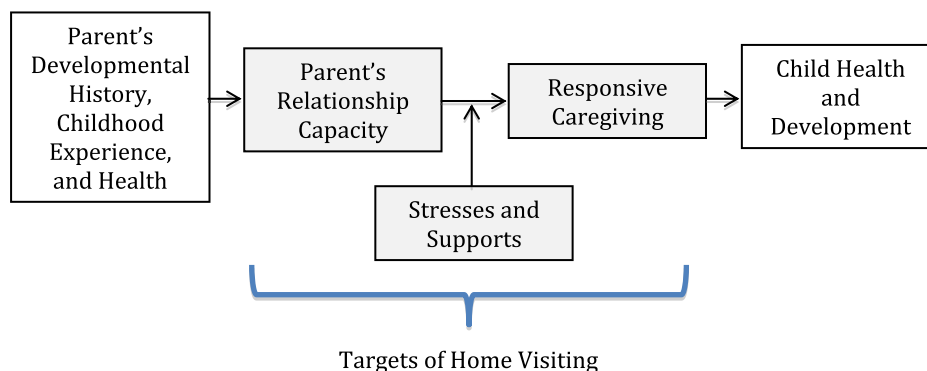 Parent’s
Developmental
History,
Childhood
Experience,
and Health
Parent’s
Relationship
Capacity
Responsive
Caregiving
Child Health
and
Development
Stresses and
Supports
Targets of Home Visiting